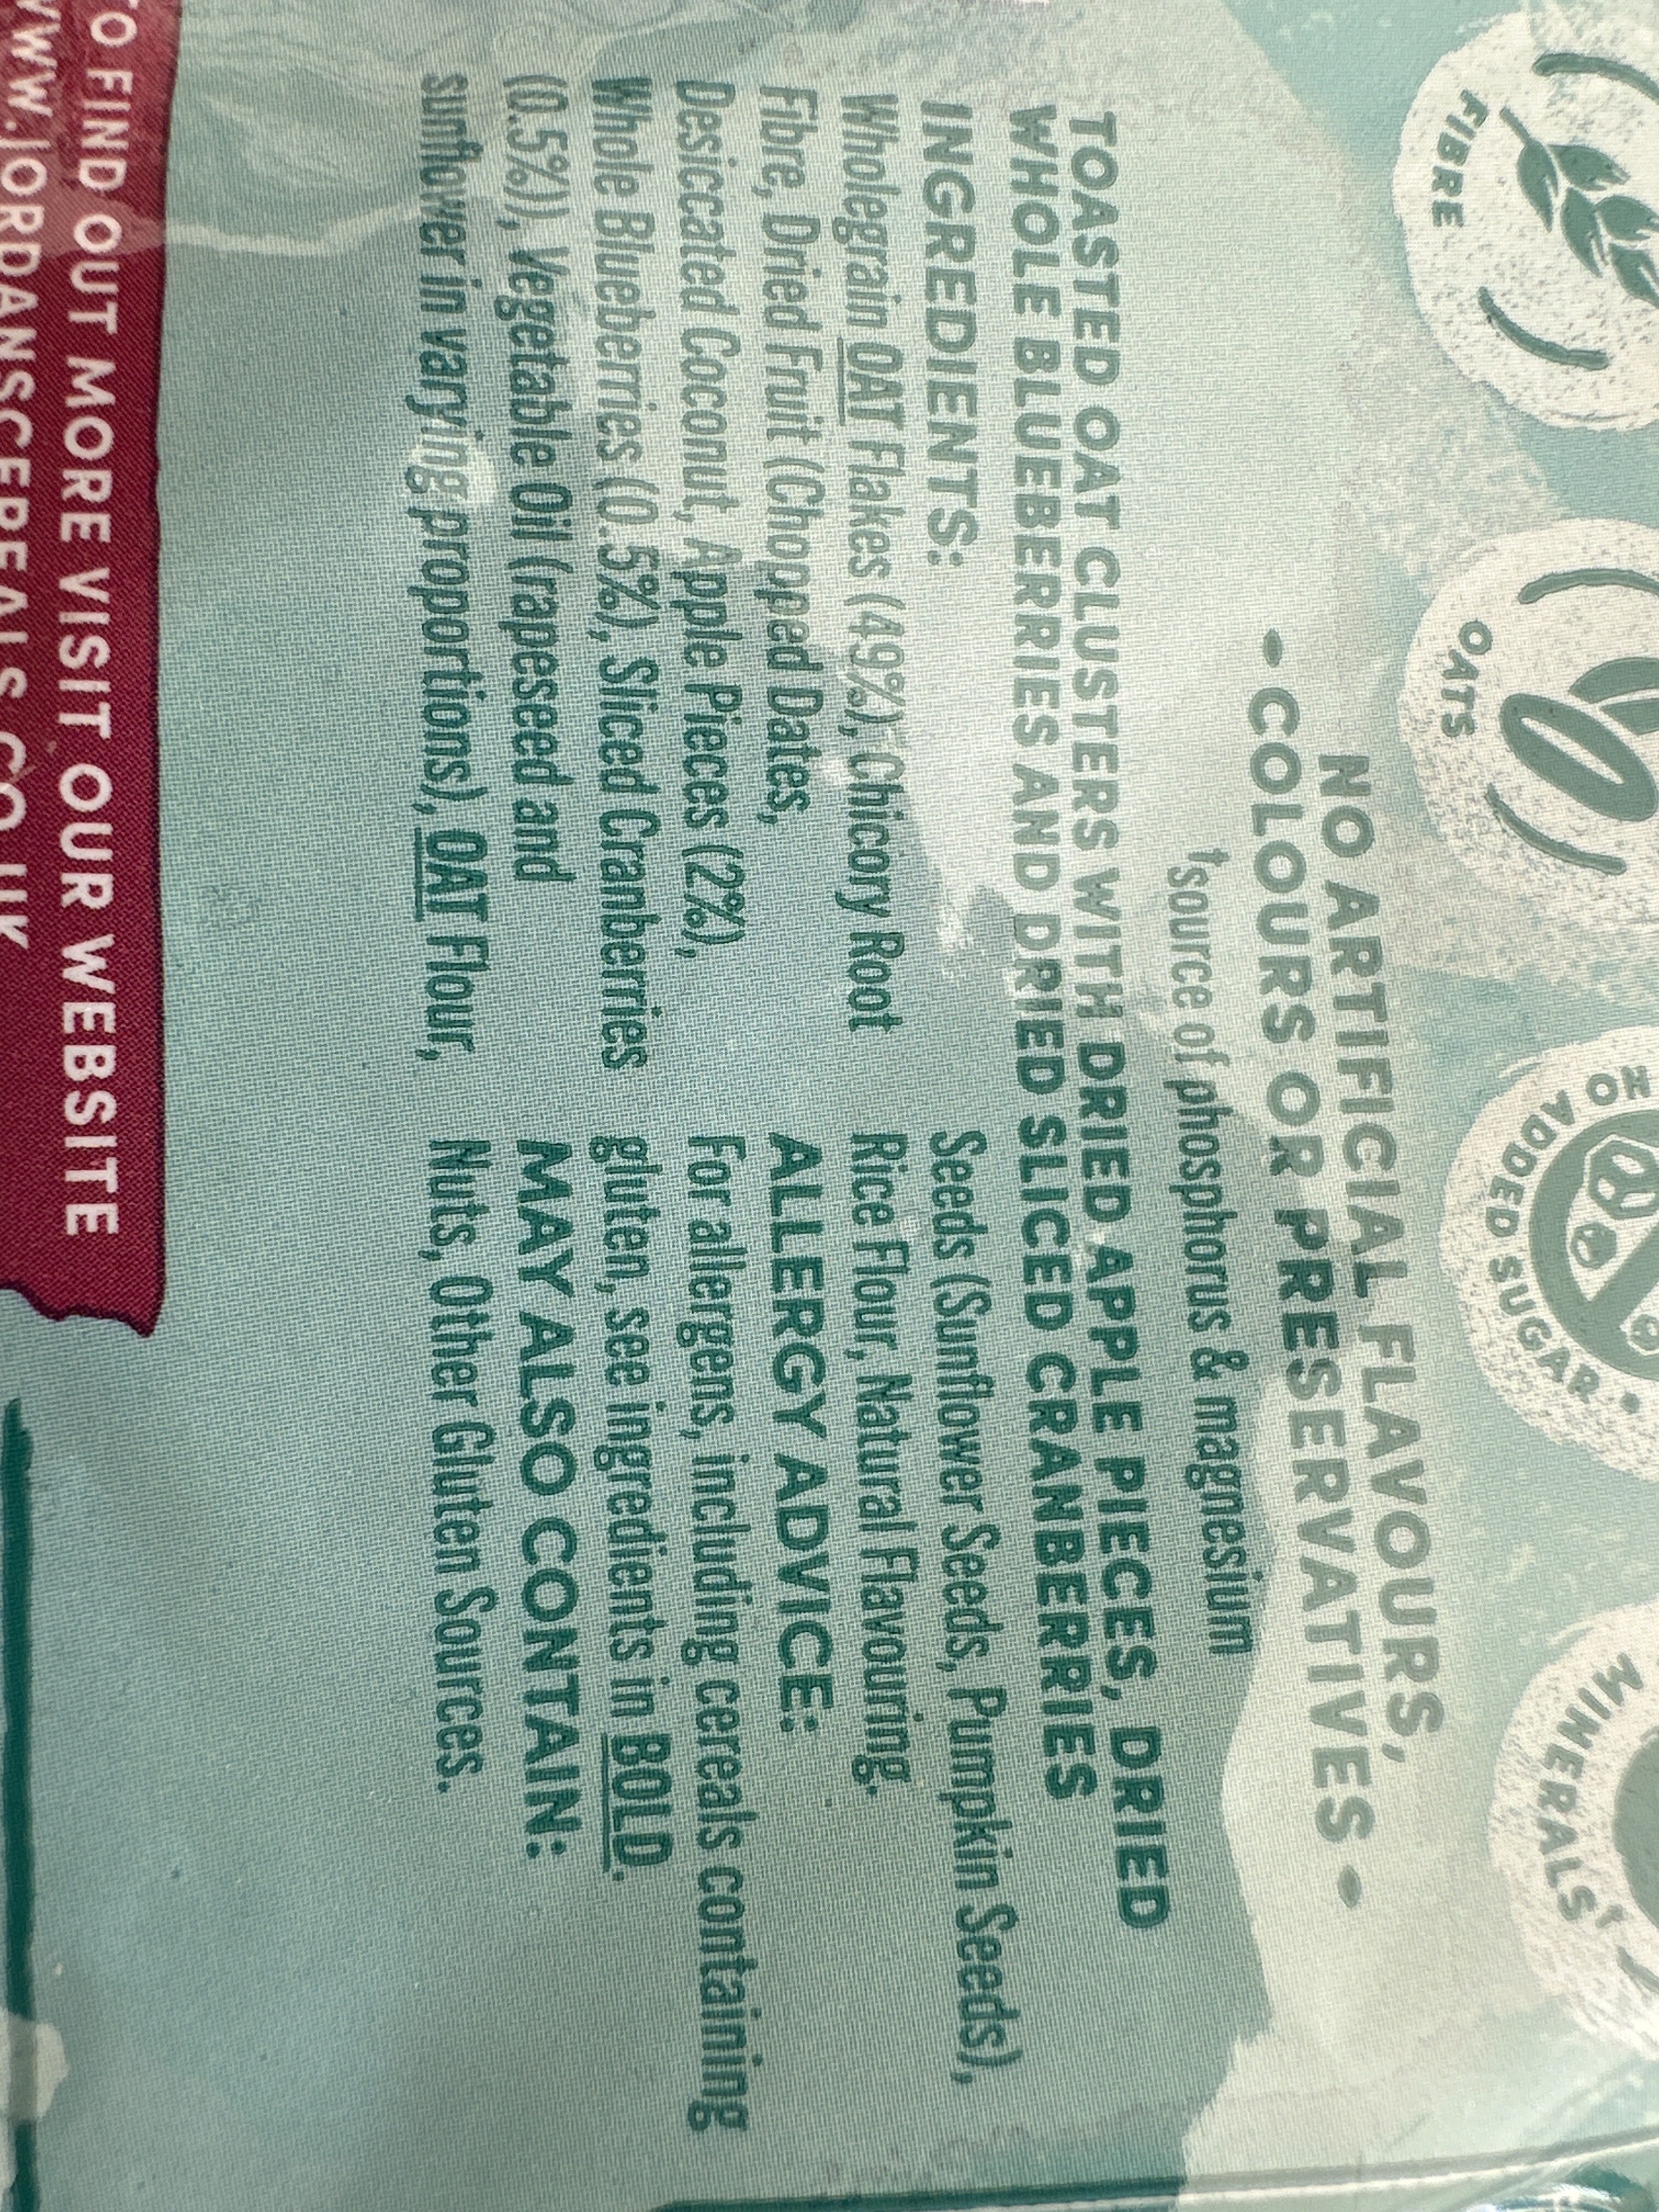 FIBRE
OATS
NO ADDED SUGAR •
MINERALS†
NO ARTIFICIAL FLAVOURS,
- COLOURS OR PRESERVATIVES -
†source of phosphorus & magnesium
TOASTED OAT CLUSTERS WITH DRIED APPLE PIECES, DRIED
WHOLE BLUEBERRIES AND DRIED SLICED CRANBERRIES
INGREDIENTS:
Wholegrain OAT Flakes (49%), Chicory Root
Fibre, Dried Fruit (Chopped Dates,
Desiccated Coconut, Apple Pieces (2%),
Whole Blueberries (0.5%), Sliced Cranberries
(0.5%)), Vegetable Oil (rapeseed and
sunflower in varying proportions), OAT Flour,
Seeds (Sunflower Seeds, Pumpkin Seeds),
Rice Flour, Natural Flavouring.
ALLERGY ADVICE:
For allergens, including cereals containing
gluten, see ingredients in BOLD.
MAY ALSO CONTAIN:
Nuts, Other Gluten Sources.
TO FIND OUT MORE VISIT OUR WEBSITE
WWW.JORDANSCEREALS.CO.UK